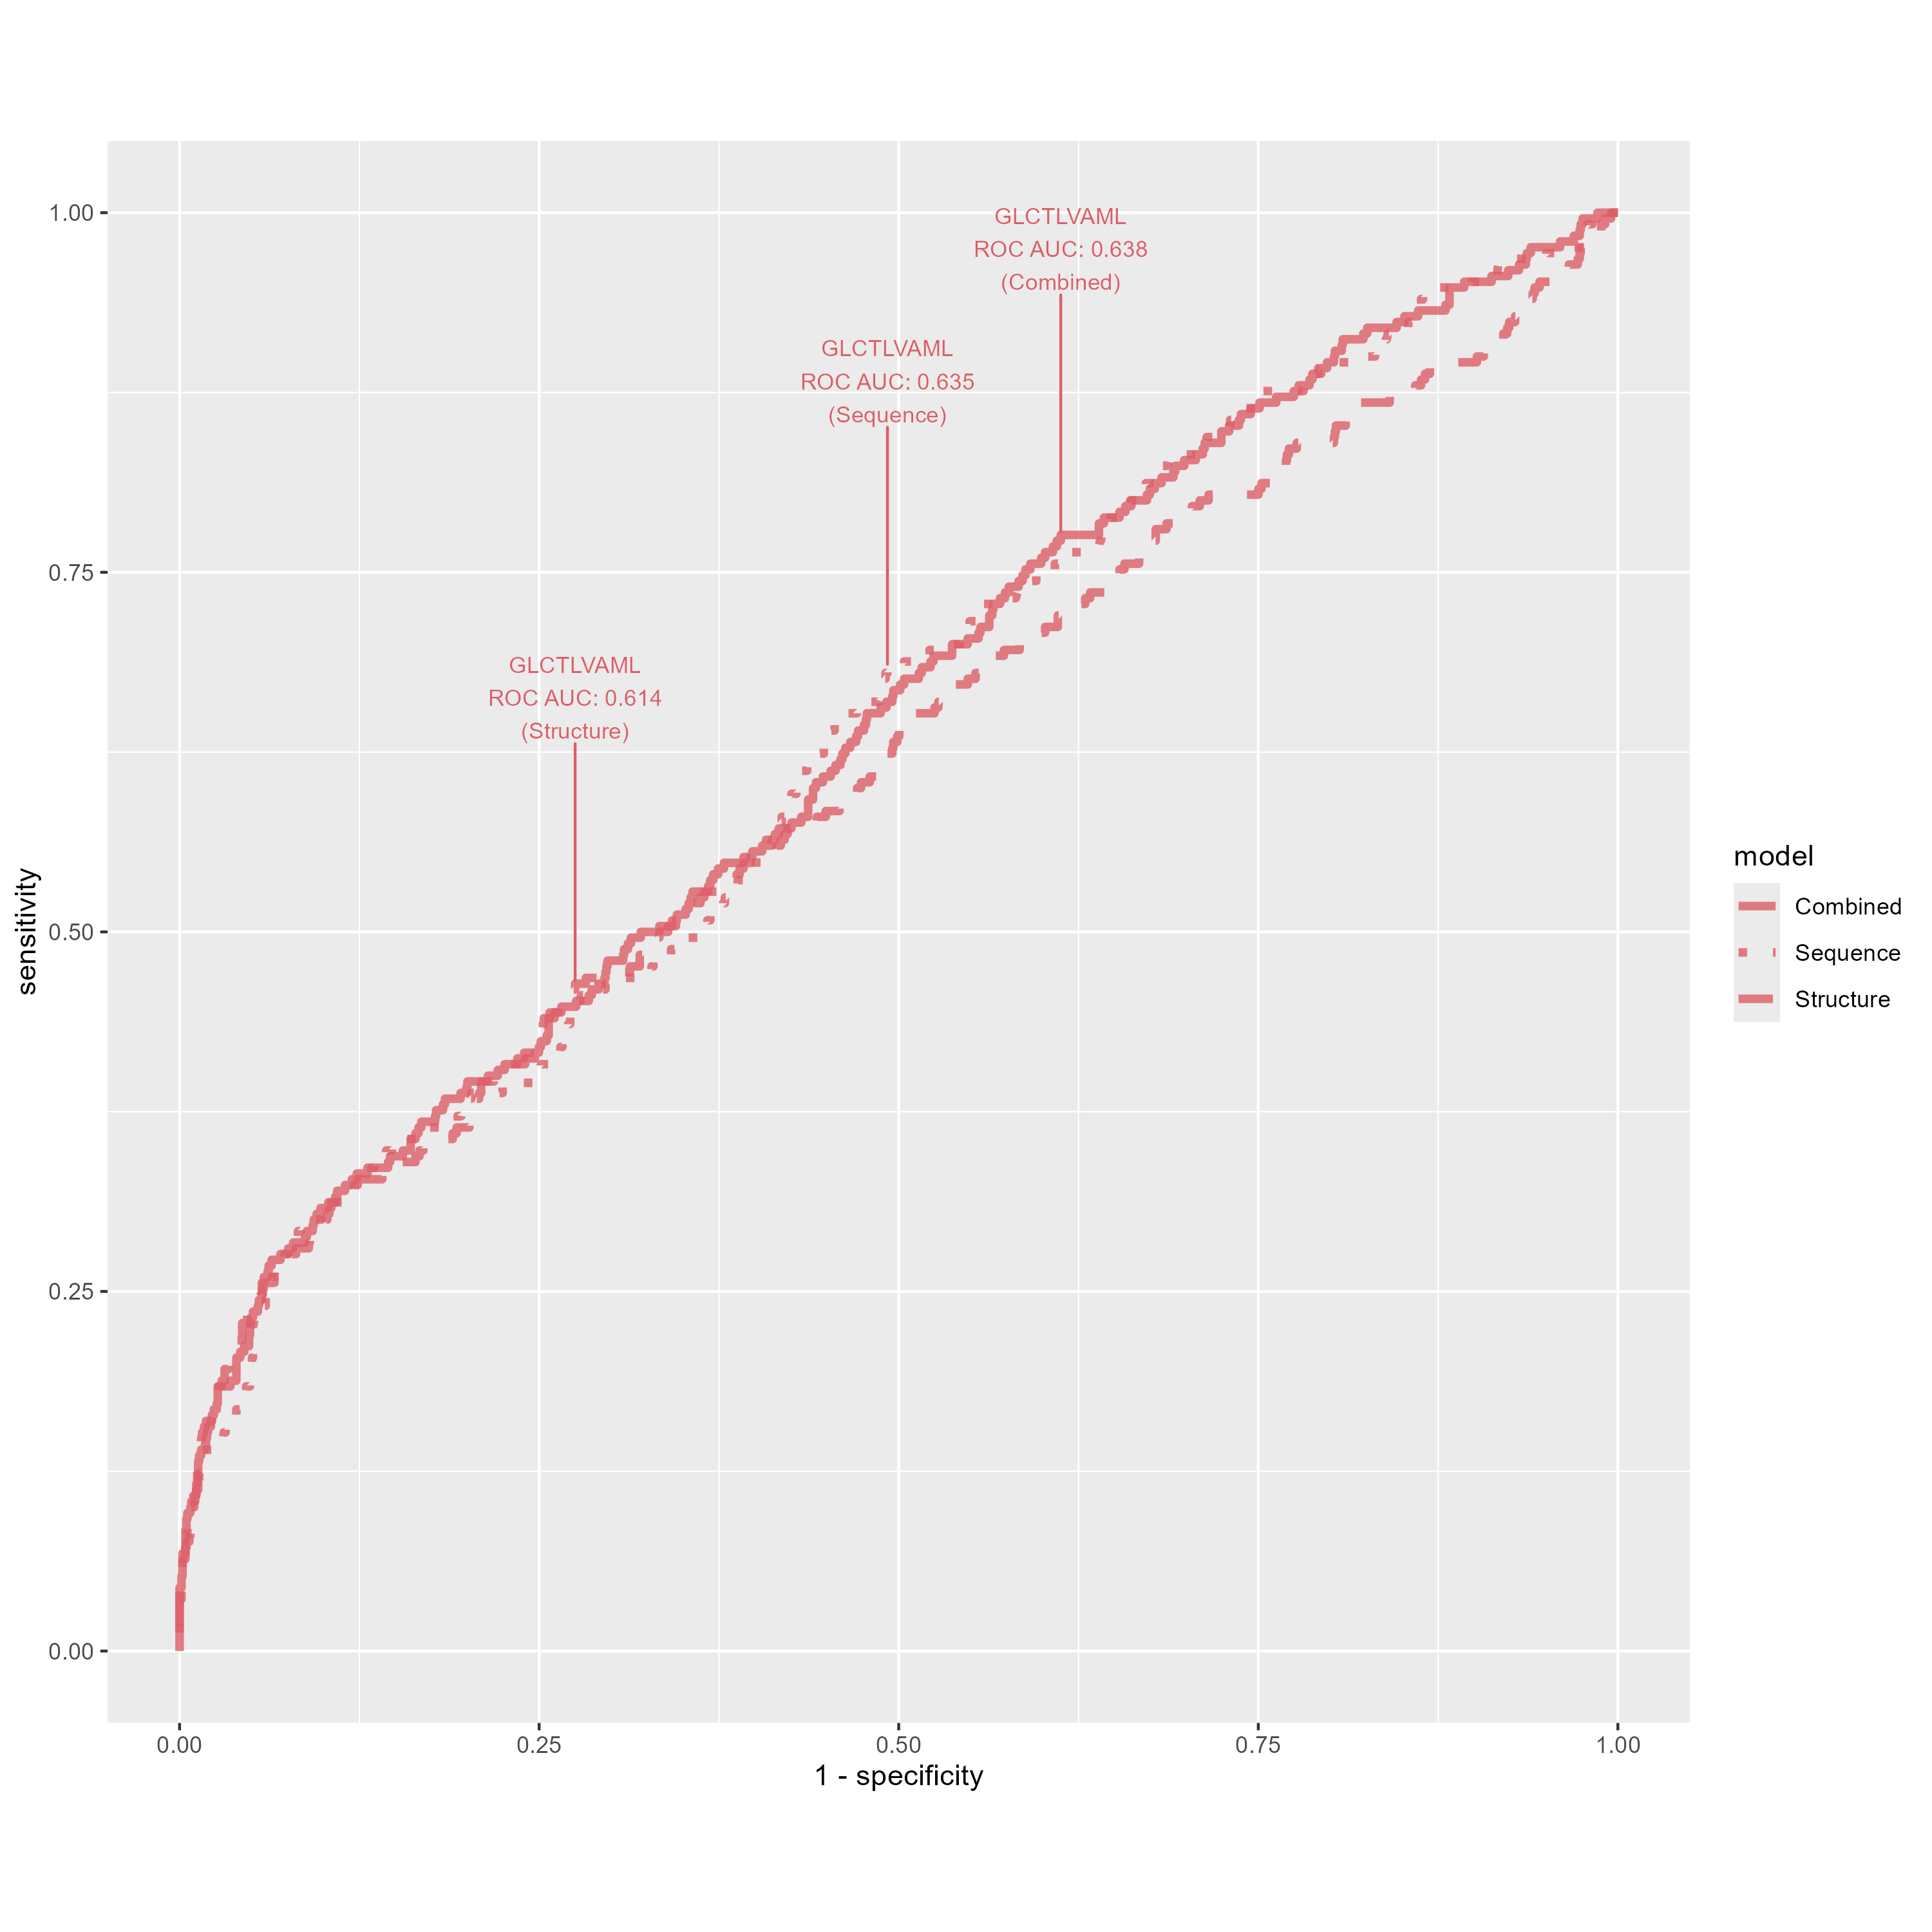 GLCTLVAML
ROC AUC: 0.638
(Combined)
GLCTLVAML
ROC AUC: 0.635
(Sequence)
GLCTLVAML
ROC AUC: 0.614
(Structure)
1.00
0.75
0.50
0.25
0.00
sensitivity
0.00
0.25
0.50
0.75
1.00
1 - specificity
model
Combined
Sequence
Structure